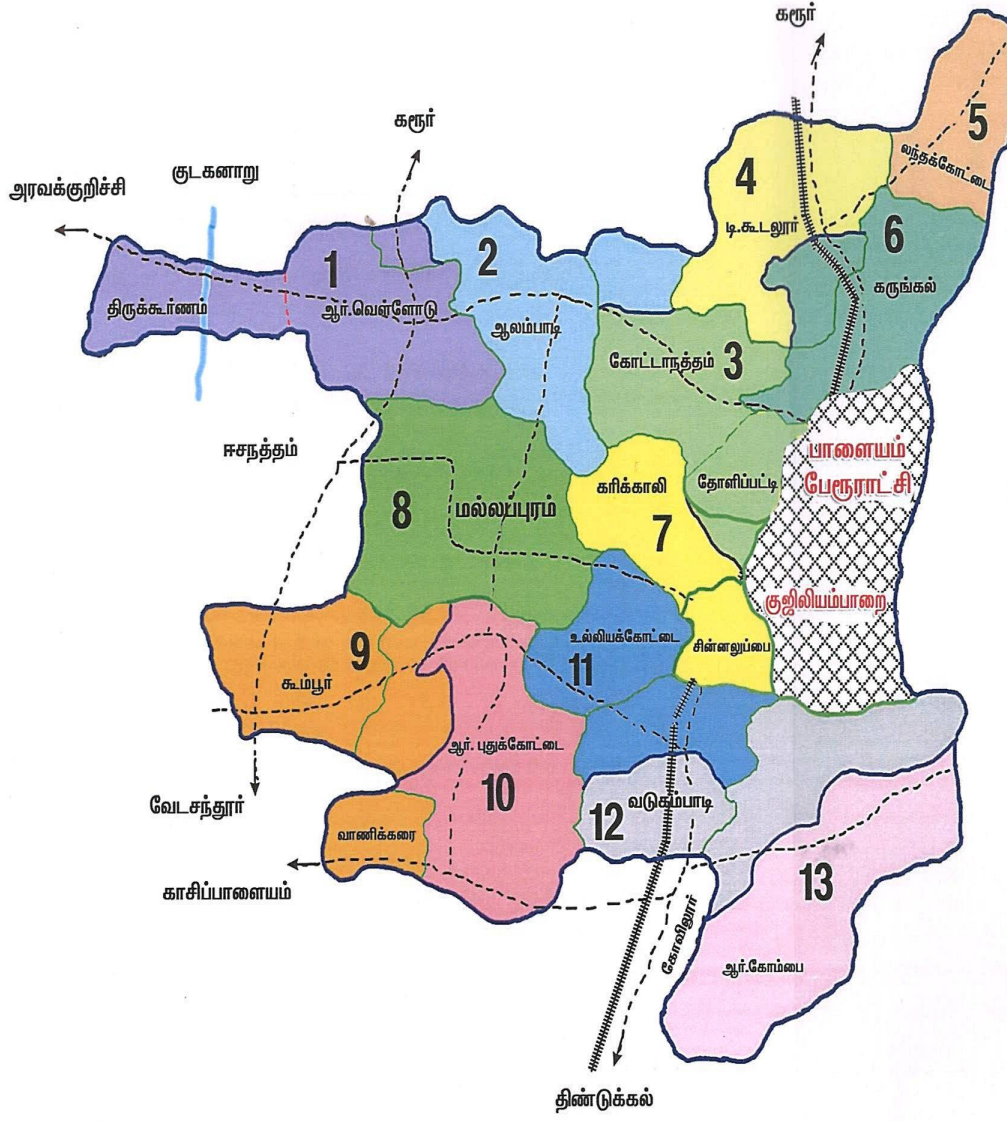 கரூர்
கரூர்
5
லந்தக்கோட்டை
குடகனாறு
அரவக்குறிச்சி
4
டி.கூடலூர்
6
கருங்கல்
1
2
திருக்கூர்ணம்
ஆர்.வெள்ளோடு
ஆலம்பாடி
கோட்டாநத்தம்
3
ஈசநத்தம்
பாளையம்
பேரூராட்சி
கரிக்காலி
தோளிப்பட்டி
8
மல்லப்புரம்
7
குஜிலியம்பாறை
9
கூம்பூர்
உல்லியக்கோட்டை
11
சின்னலுப்பை
ஆர். புதுக்கோட்டை
10
வேடசந்தூர்
வடுகம்பாடி
12
வாணிக்கரை
காசிப்பாளையம்
13
கோவிலூர்
ஆர்.கோம்பை
திண்டுக்கல்